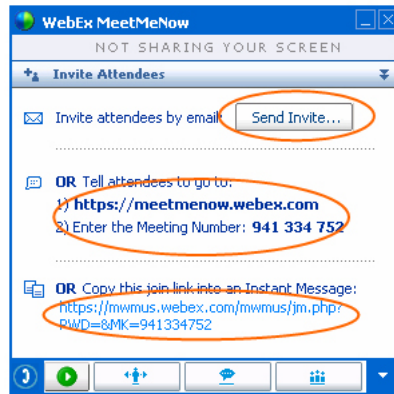 WebEx MeetMeNow
NOT SHARING YOUR SCREEN
Invite Attendees
Invite attendees by email: Send Invite...
OR Tell attendees to go to:
1) https://meetmenow.webex.com
2) Enter the Meeting Number: 941 334 752
OR Copy this join link into an Instant Message:
https://mwmus.webex.com/mwmus/jm.php?
PWD=&MK=941334752